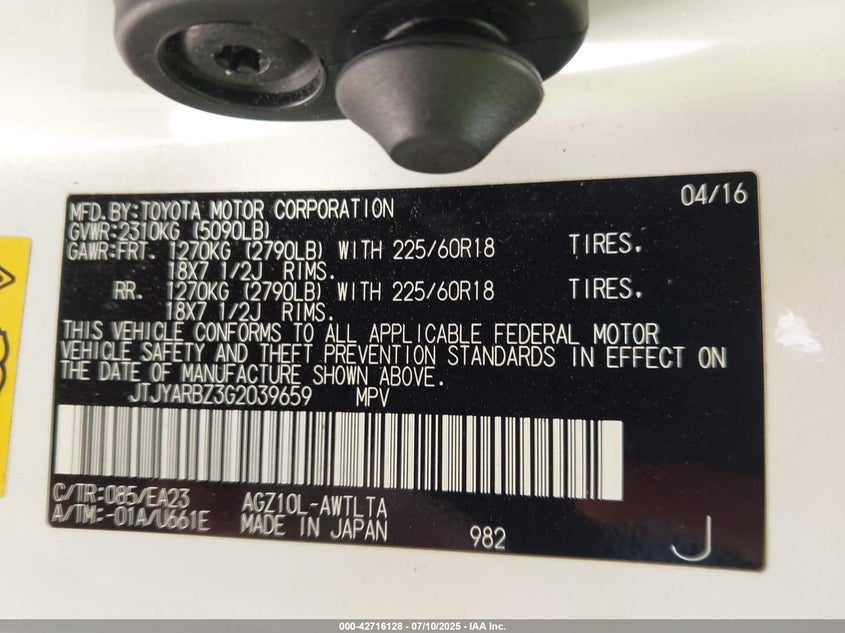 04/16
MFD.BY:TOYOTA MOTOR CORPORATION
GVWR:2310KG (5090LB)
GAWR:FRT. 1270KG (2790LB) WITH 225/60R18 TIRES.
18X7 1/2J RIMS.
RR. 1270KG (2790LB) WITH 225/60R18 TIRES.
18X7 1/2J RIMS.
THIS VEHICLE CONFORMS TO ALL APPLICABLE FEDERAL MOTOR
VEHICLE SAFETY AND THEFT PREVENTION STANDARDS IN EFFECT ON
THE DATE OF MANUFACTURE SHOWN ABOVE.
JTJYARBZ3G2039659 MPV
C/TR:085/EA23 AGZ10L-AWTLTA
A/TM:-01A/U661E MADE IN JAPAN 982 J
000-42716128 - 07/10/2025 - IAA Inc.